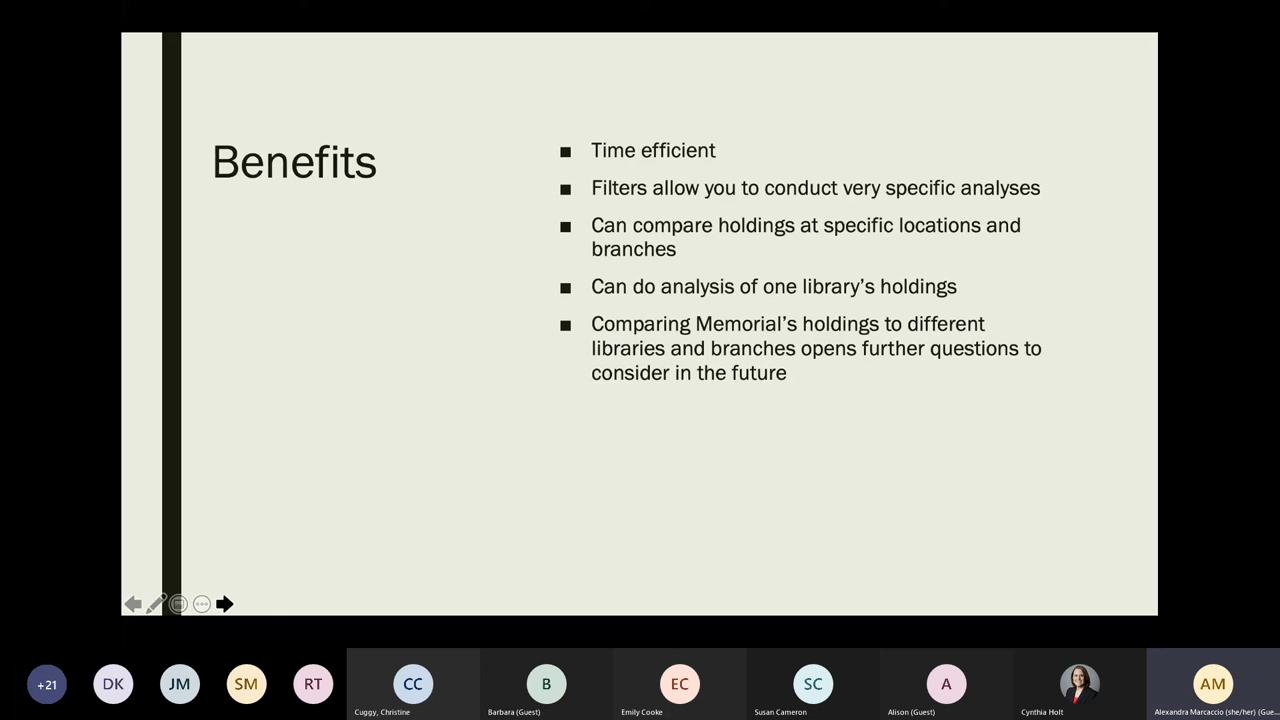 Benefits
■ Time efficient
■ Filters allow you to conduct very specific analyses
■ Can compare holdings at specific locations and
branches
■ Can do analysis of one library's holdings
■ Comparing Memorial's holdings to different
libraries and branches opens further questions to
consider in the future
+21
DK
JM
SM
RT
CC
B
EC
SC
A
AM
Cuggy, Christine
Barbara (Guest)
Emily Cooke
Susan Cameron
Alison (Guest)
Cynthia Holt
Alexandra Marcaccio (she/her) (Gue...